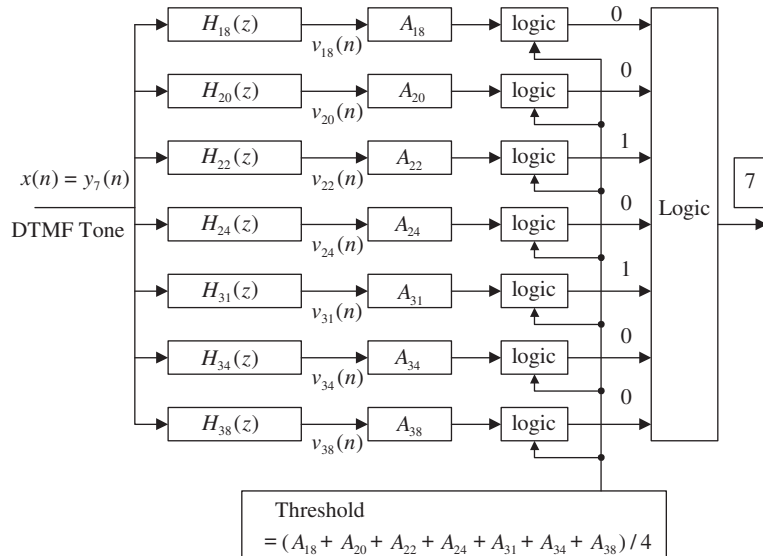 H₁₈(z) v₁₈(n) A₁₈ logic 0
H₂₀(z) v₂₀(n) A₂₀ logic 0
H₂₂(z) v₂₂(n) A₂₂ logic 1
x(n) = y₇(n)
DTMF Tone
H₂₄(z) v₂₄(n) A₂₄ logic 0
Logic
7
H₃₁(z) v₃₁(n) A₃₁ logic 1
H₃₄(z) v₃₄(n) A₃₄ logic 0
H₃₈(z) v₃₈(n) A₃₈ logic 0
Threshold
= (A₁₈ + A₂₀ + A₂₂ + A₂₄ + A₃₁ + A₃₄ + A₃₈) / 4